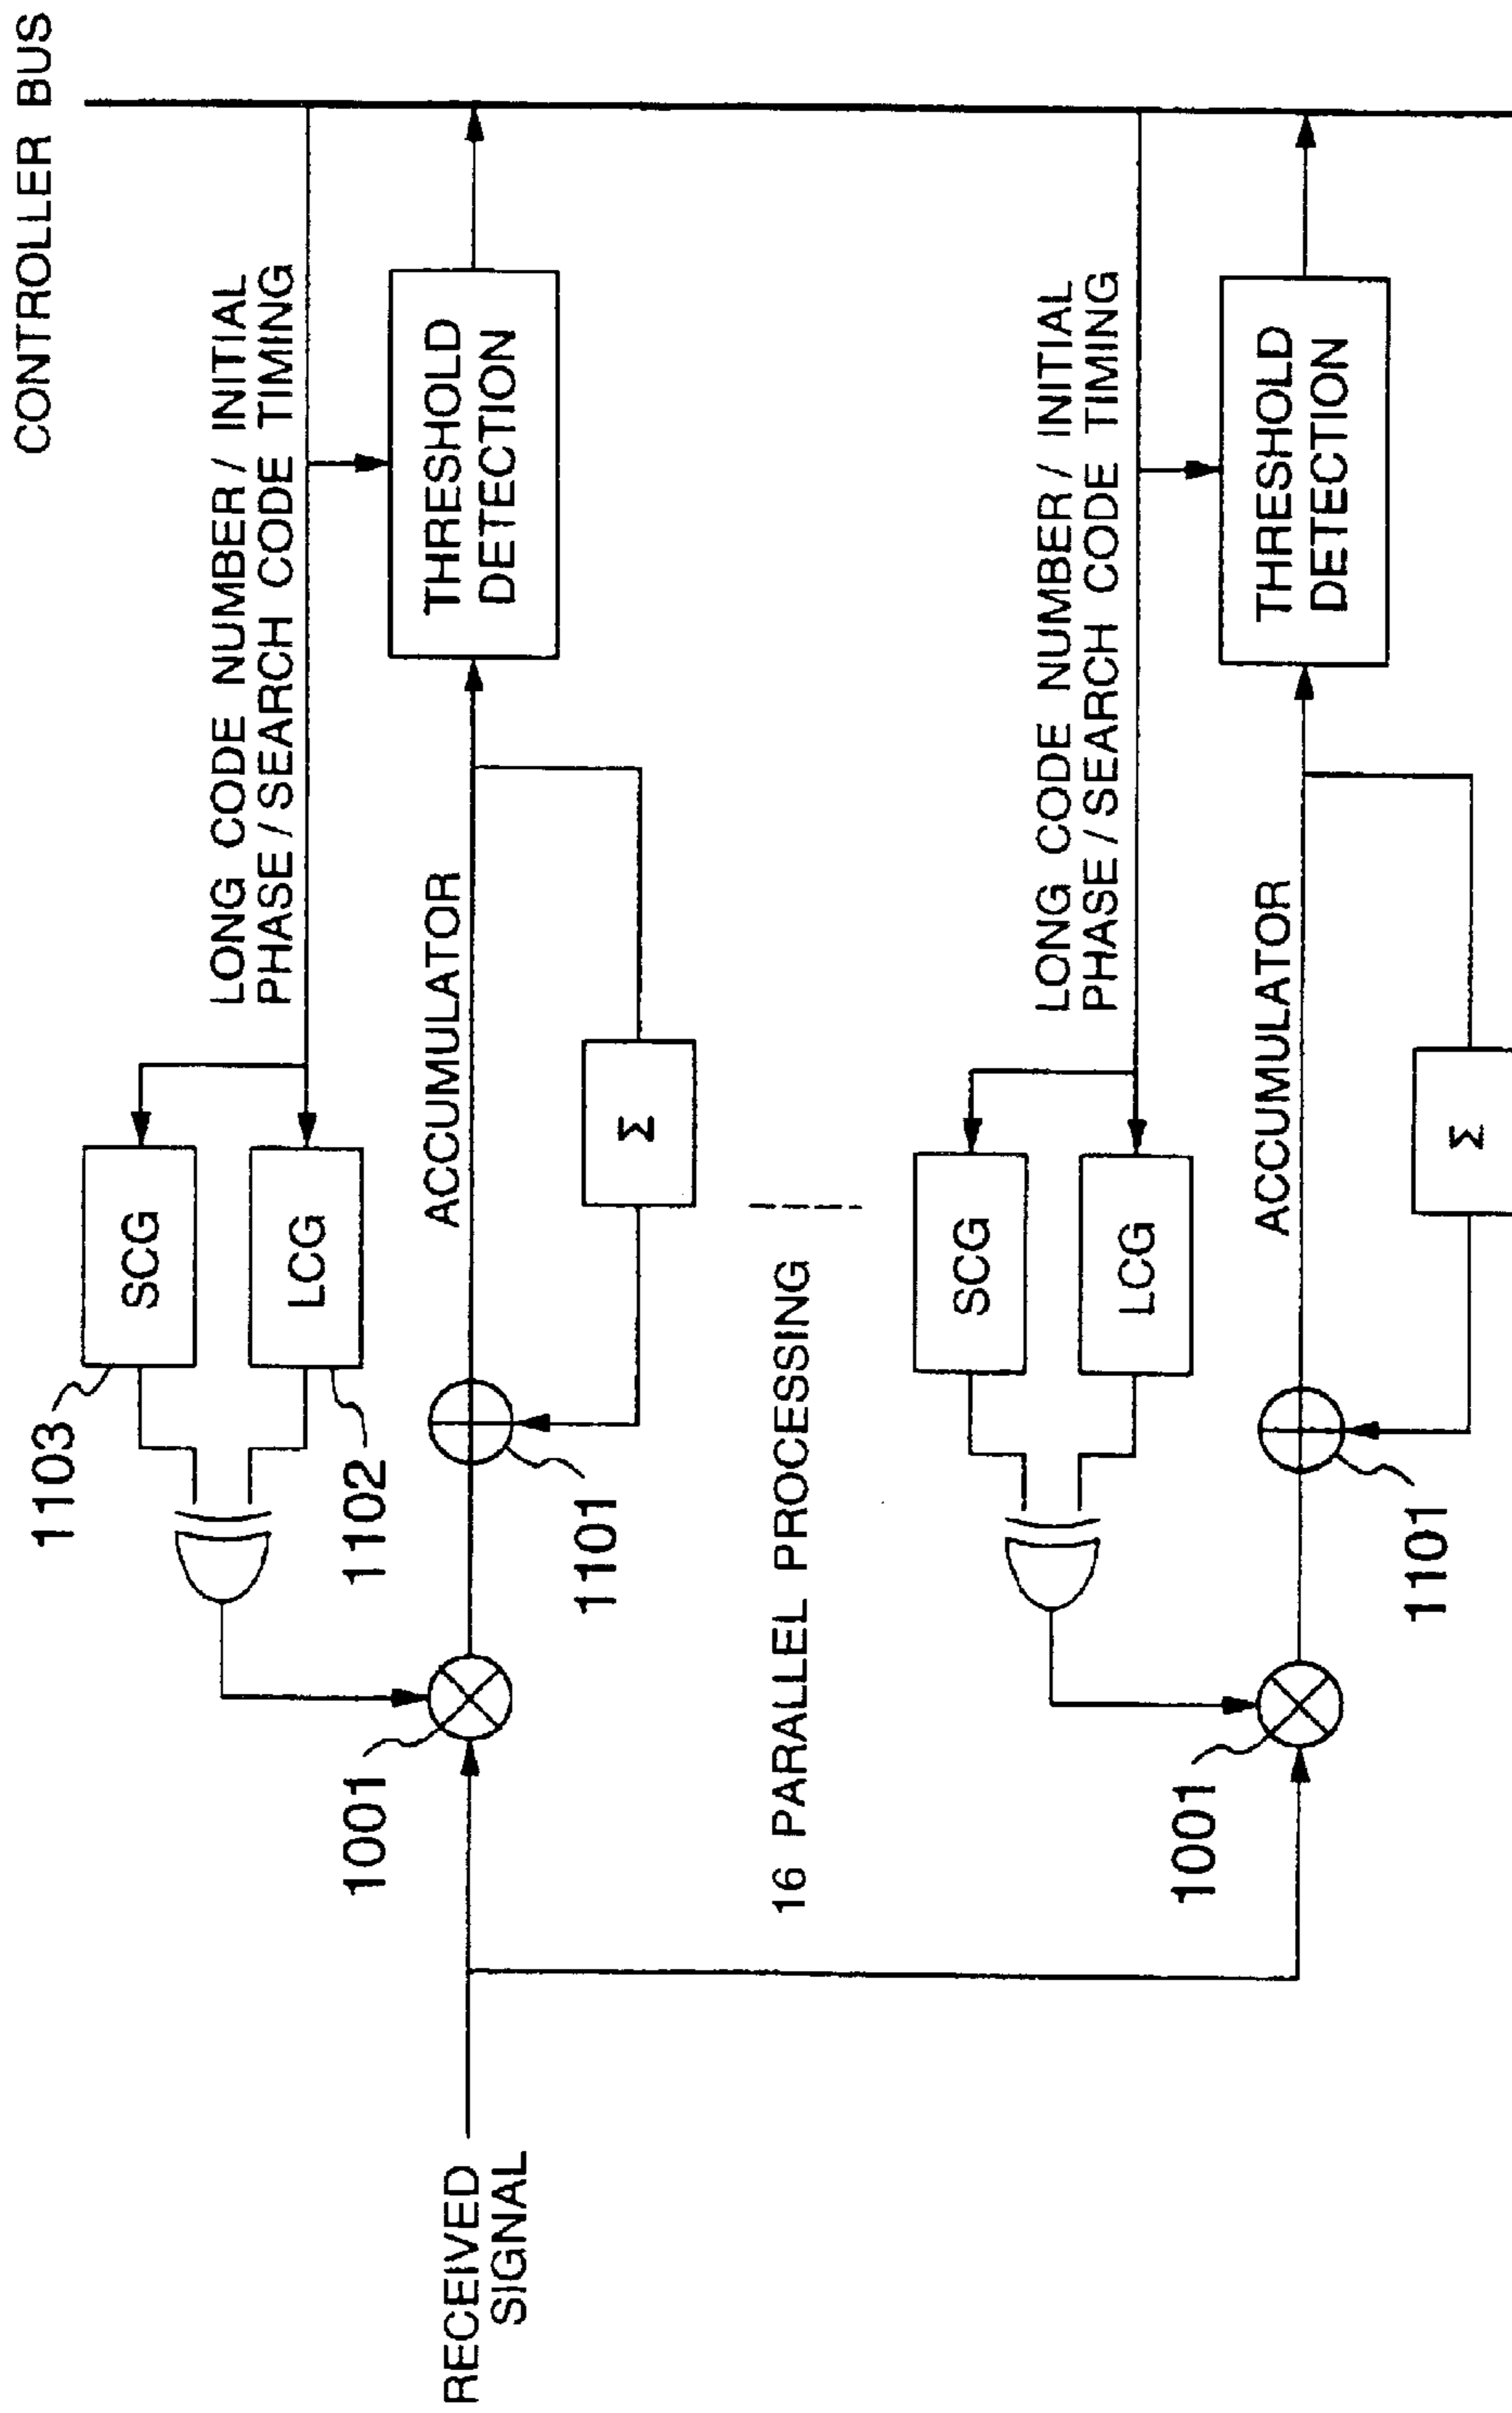 CONTROLLER BUS
LONG CODE NUMBER / INITIAL
PHASE / SEARCH CODE TIMING
1103
SCG
LCG
1102
THRESHOLD
DETECTION
ACCUMULATOR
1001
1101
Σ
RECEIVED
SIGNAL
16 PARALLEL PROCESSING
LONG CODE NUMBER / INITIAL
PHASE / SEARCH CODE TIMING
SCG
LCG
THRESHOLD
DETECTION
ACCUMULATOR
1001
1101
Σ